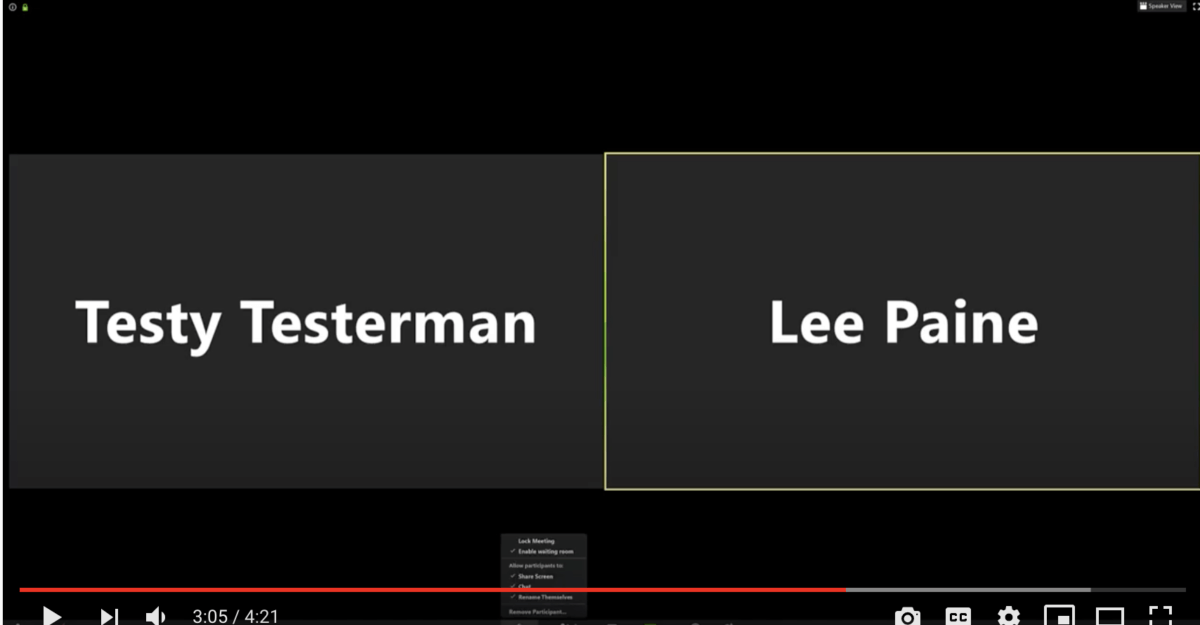 Speaker View
Testy Testerman
Lee Paine
Lock Meeting
Enable waiting room
Allow participants to:
Share Screen
Chat
Rename Themselves
Remove Participant...
3:05 / 4:21
CC